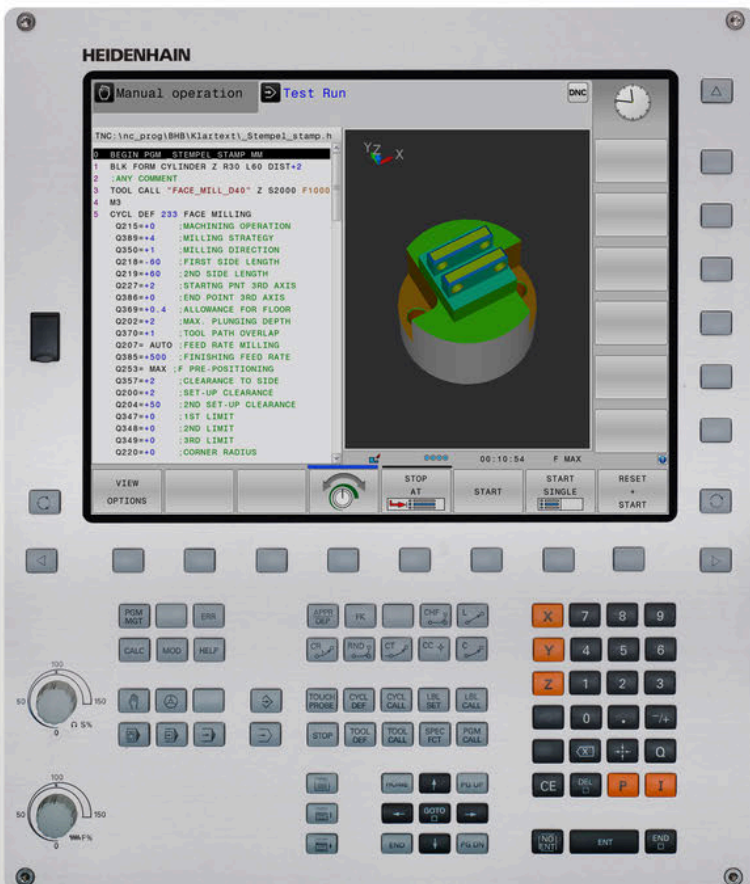 HEIDENHAIN
Manual operation
Test Run
DNC
TNC:\nc_prog\BHB\Klartext\_Stempel_stamp.h
0 BEGIN PGM _STEMPEL_STAMP MM
1 BLK FORM CYLINDER Z R30 L60 DIST+2
2 ;ANY COMMENT
3 TOOL CALL "FACE_MILL_D40" Z S2000 F1000
4 M3
5 CYCL DEF 233 FACE MILLING
Q215=+0 ;MACHINING OPERATION
Q389=+4 ;MILLING STRATEGY
Q350=+1 ;MILLING DIRECTION
Q218=-60 ;FIRST SIDE LENGTH
Q219=+60 ;2ND SIDE LENGTH
Q227=+2 ;STARTNG PNT 3RD AXIS
Q386=+0 ;END POINT 3RD AXIS
Q369=+0.4 ;ALLOWANCE FOR FLOOR
Q202=+2 ;MAX. PLUNGING DEPTH
Q370=+1 ;TOOL PATH OVERLAP
Q207= AUTO ;FEED RATE MILLING
Q385=+500 ;FINISHING FEED RATE
Q253= MAX ;F PRE-POSITIONING
Q357=+2 ;CLEARANCE TO SIDE
Q200=+2 ;SET-UP CLEARANCE
Q204=+50 ;2ND SET-UP CLEARANCE
Q347=+0 ;1ST LIMIT
Q348=+0 ;2ND LIMIT
Q349=+0 ;3RD LIMIT
Q220=+0 ;CORNER RADIUS
Y Z X
00:10:54 F MAX
VIEW
OPTIONS
STOP
AT
START
START
SINGLE
RESET
+
START
PGM
MGT
ERR
CALC MOD HELP
APPR
DEP
FK
CHF
L
CR RND CT CC C
TOUCH
PROBE
CYCL
DEF
CYCL
CALL
LBL
SET
LBL
CALL
STOP
TOOL
DEF
TOOL
CALL
SPEC
FCT
PGM
CALL
HOME PG UP
GOTO
END PG DN
X 7 8 9
Y 4 5 6
Z 1 2 3
0 . -/+
X Q
CE
DEL
P I
NO
ENT
ENT
END
100
50 150
0
S%
100
50 150
0
F%